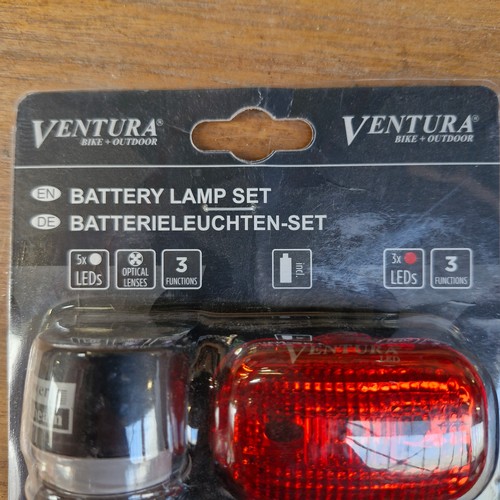 VENTURA®
BIKE + OUTDOOR
VENTURA®
BIKE + OUTDOOR
EN BATTERY LAMP SET
DE BATTERIELEUCHTEN-SET
5x
LEDs
OPTICAL
LENSES
3
FUNCTIONS
incl.
3x
LEDs
3
FUNCTIONS
VENTURA